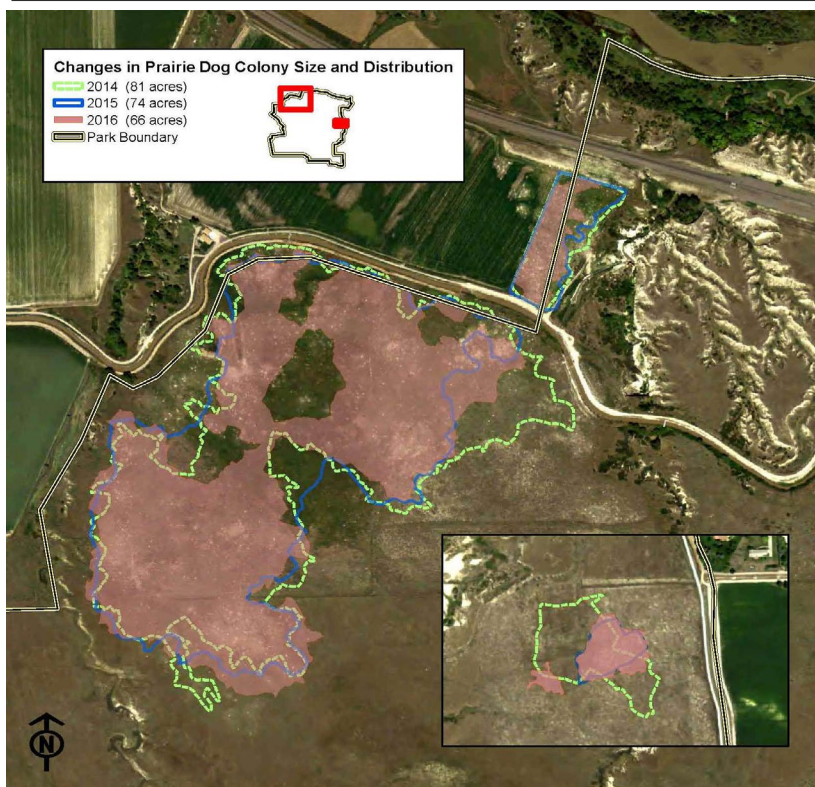 Changes in Prairie Dog Colony Size and Distribution
2014 (81 acres)
2015 (74 acres)
2016 (66 acres)
Park Boundary
N